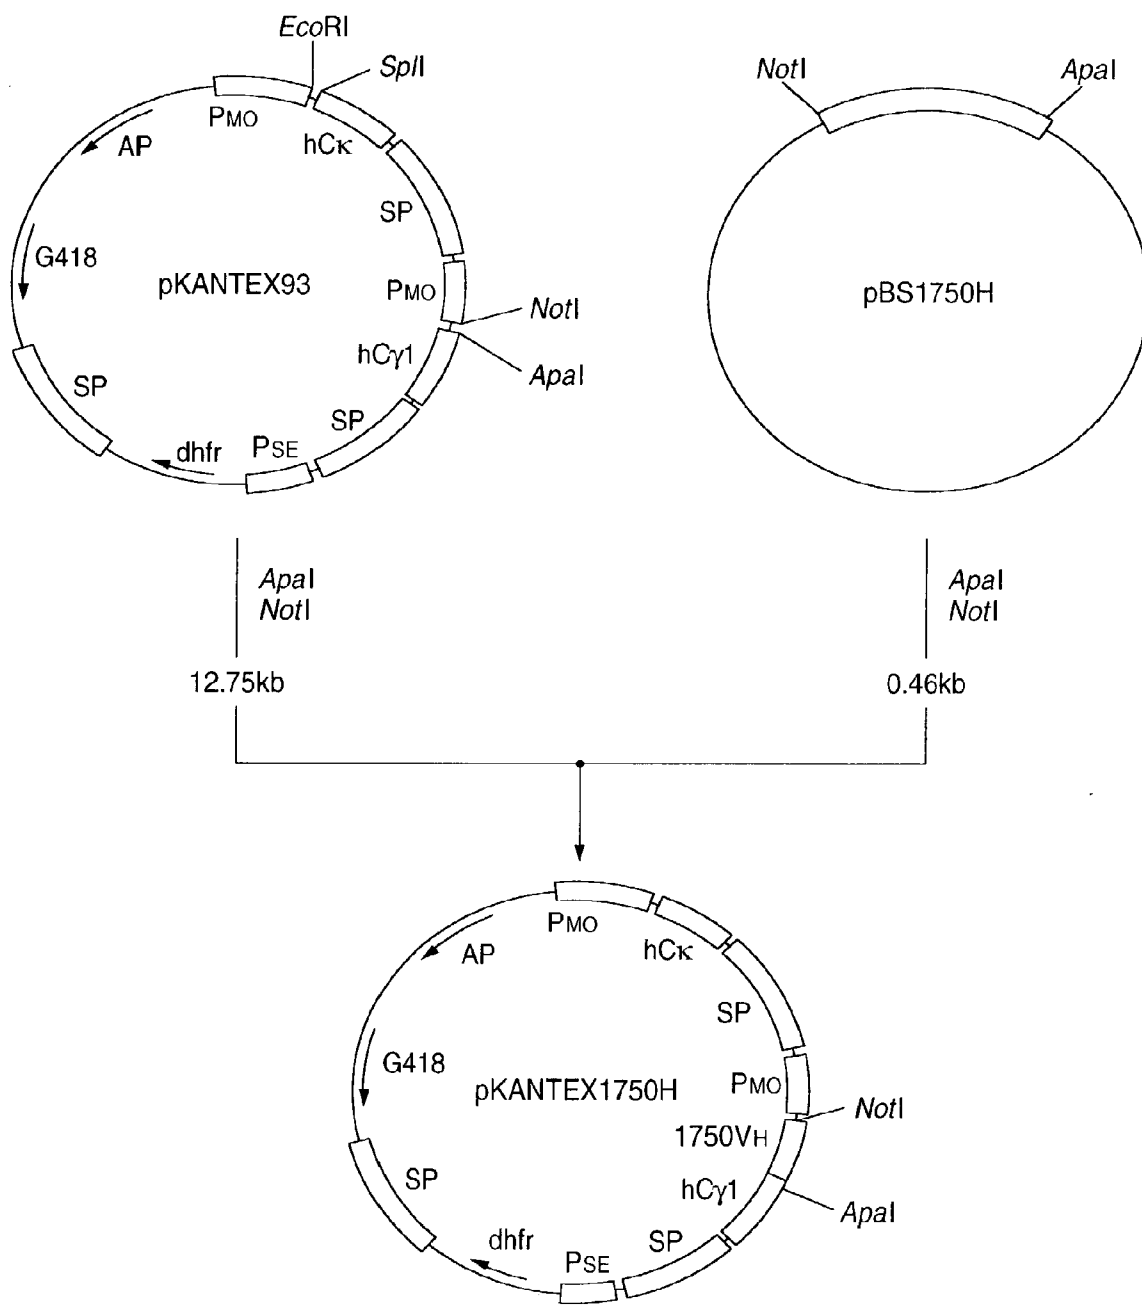 EcoRI
SplI
PMO
hCκ
AP
SP
G418
pKANTEX93
PMO
NotI
hCγ1
ApaI
SP
SP
PSE
dhfr
NotI
ApaI
pBS1750H
ApaI
NotI
12.75kb
ApaI
NotI
0.46kb
PMO
hCκ
AP
SP
G418
pKANTEX1750H
PMO
NotI
1750VH
hCγ1
ApaI
SP
SP
PSE
dhfr